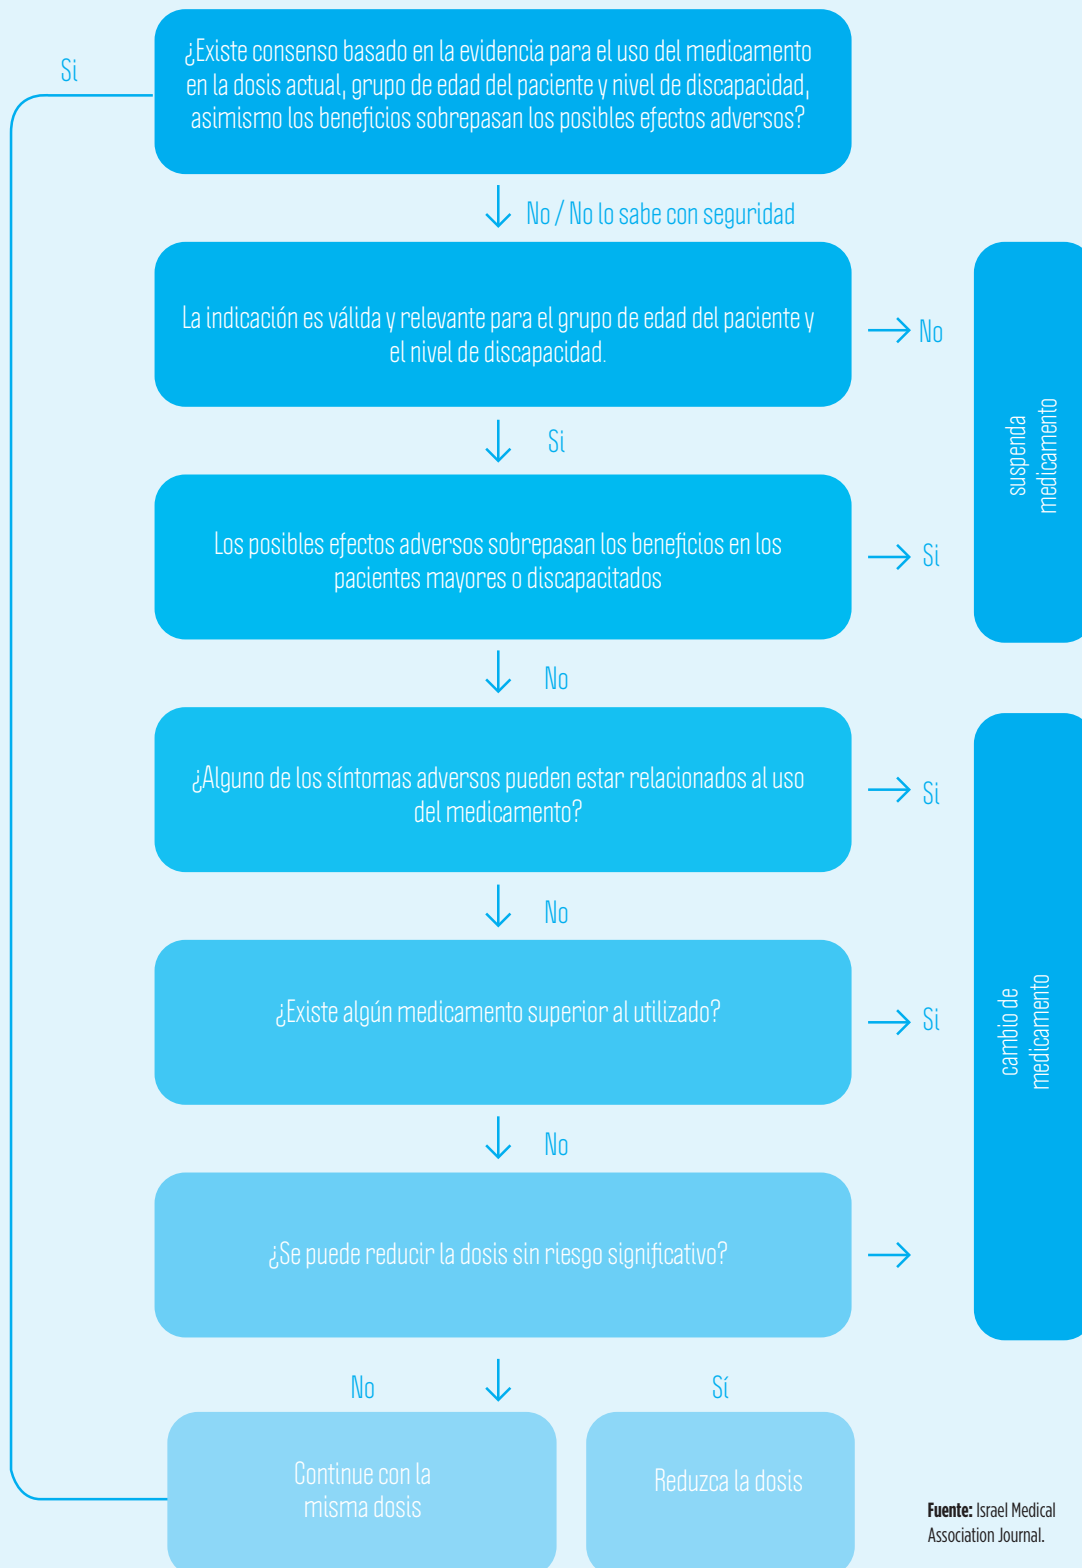 Si
¿Existe consenso basado en la evidencia para el uso del medicamento
en la dosis actual, grupo de edad del paciente y nivel de discapacidad,
asimismo los beneficios sobrepasan los posibles efectos adversos?
No / No lo sabe con seguridad
La indicación es válida y relevante para el grupo de edad del paciente y
el nivel de discapacidad.
No
Si
Los posibles efectos adversos sobrepasan los beneficios en los
pacientes mayores o discapacitados
Si
suspenda
medicamento
No
¿Alguno de los síntomas adversos pueden estar relacionados al uso
del medicamento?
Si
No
¿Existe algún medicamento superior al utilizado?
Si
cambio de
medicamento
No
¿Se puede reducir la dosis sin riesgo significativo?
No
Sí
Continue con la
misma dosis
Reduzca la dosis
Fuente: Israel Medical
Association Journal.